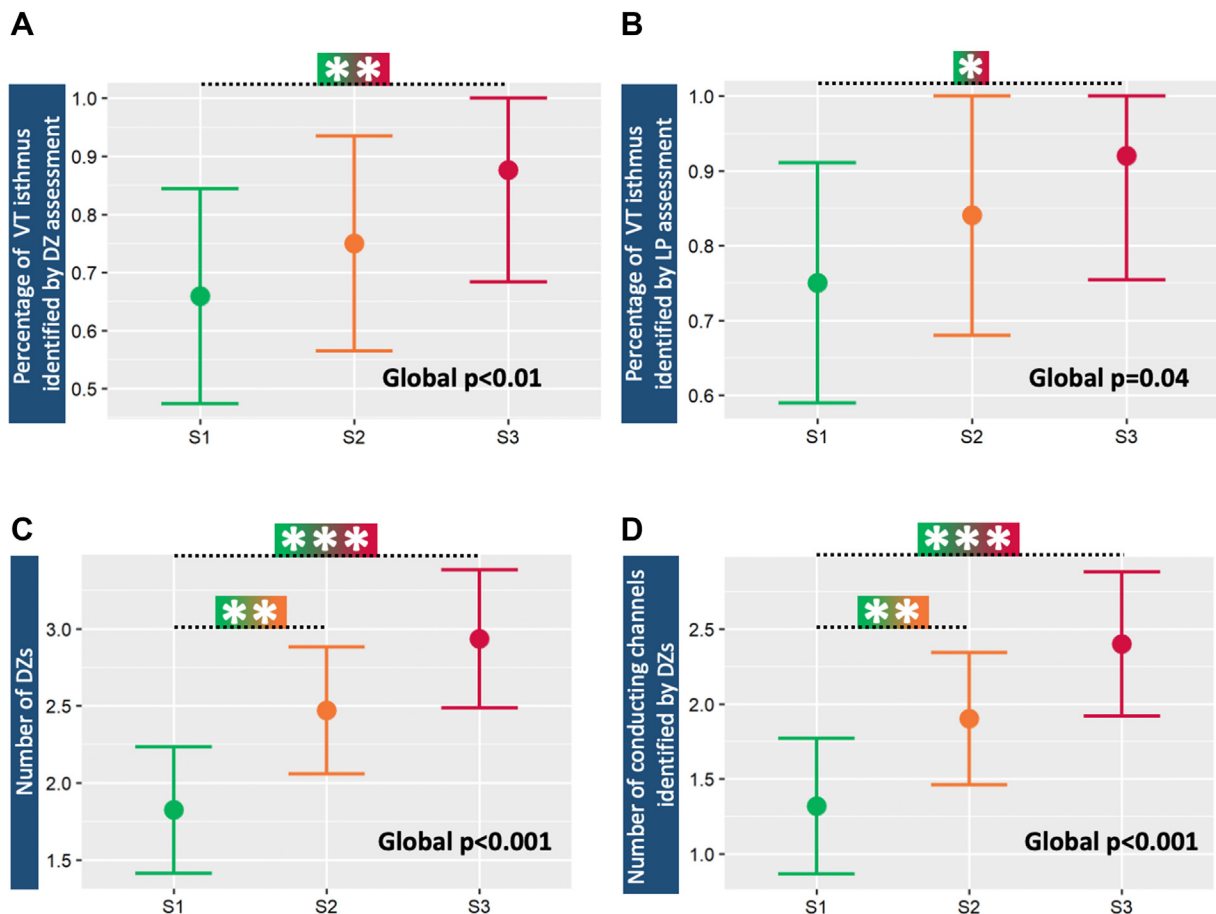 A
**
Percentage of VT isthmus
identified by DZ assessment
1.0
0.9
0.8
0.7
0.6
0.5
Global p<0.01
S1
S2
S3
B
*
Percentage of VT isthmus
identified by LP assessment
1.0
0.9
0.8
0.7
0.6
Global p=0.04
S1
S2
S3
C
***
**
Number of DZs
3.0
2.5
2.0
1.5
Global p<0.001
S1
S2
S3
D
***
**
Number of conducting channels
identified by DZs
2.5
2.0
1.5
1.0
Global p<0.001
S1
S2
S3